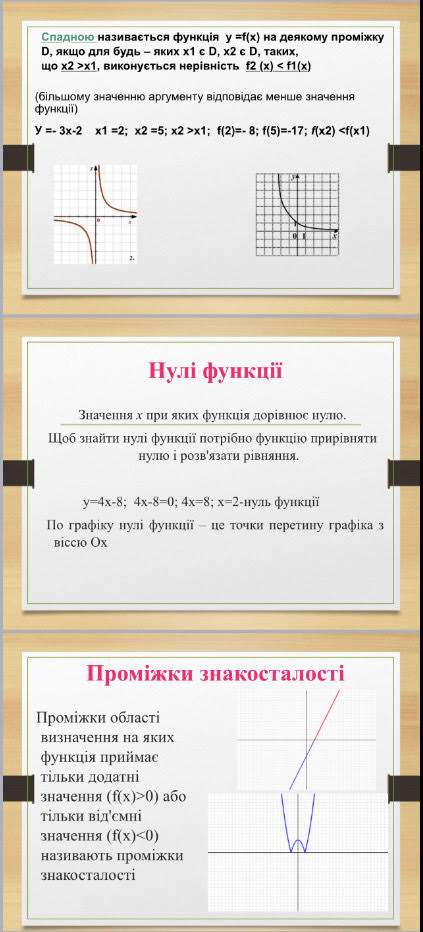 Спадною називається функція у =f(x) на деякому проміжку
D, якщо для будь – яких x1 є D, x2 є D, таких,
що x2 >x1, виконується нерівність f2 (x) < f1(x)
(більшому значенню аргументу відповідає менше значення
функції)
У =- 3x-2 x1 =2; x2 =5; x2 >x1; f(2)=- 8; f(5)=-17; f(x2) <f(x1)
y
0
x
2.
y
1
0 1
x
Нулі функції
Значення x при яких функція дорівнює нулю.
Щоб знайти нулі функції потрібно функцію прирівняти
нулю і розв'язати рівняння.
y=4x-8; 4x-8=0; 4x=8; x=2-нуль функції
По графіку нулі функції – це точки перетину графіка з
віссю Ох
Проміжки знакосталості
Проміжки області
визначення на яких
функція приймає
тільки додатні
значення (f(x)>0) або
тільки від'ємні
значення (f(x)<0)
називають проміжки
знакосталості